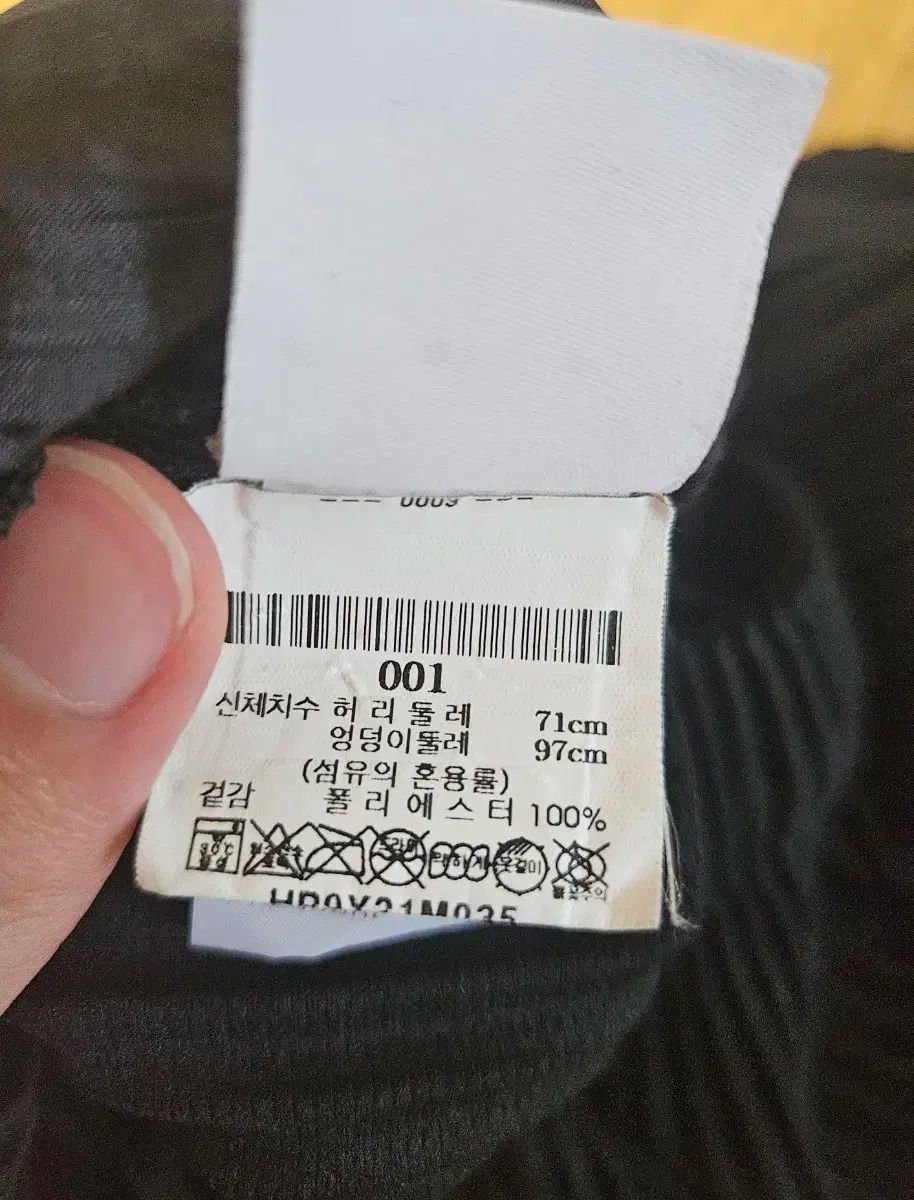 001
신체치수 허 리 둘 레 71cm
엉덩이둘레 97cm
(섬유의 혼용률)
겉감 폴 리 에 스 터 100%